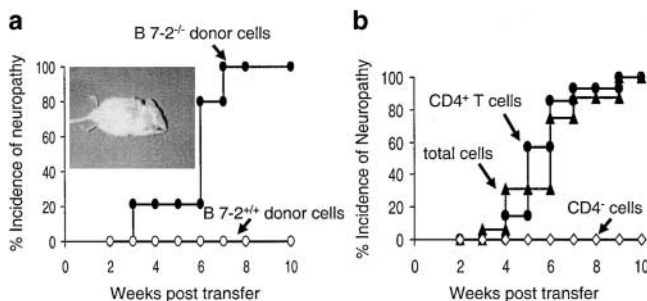 a
B 7-2-/- donor cells
% Incidence of neuropathy
100
80
60
40
20
0
B 7-2+/+ donor cells
0 2 4 6 8 10
Weeks post transfer
b
% Incidence of Neuropathy
100
80
60
40
20
0
CD4+ T cells
total cells
CD4- cells
0 2 4 6 8 10
Weeks post transfer